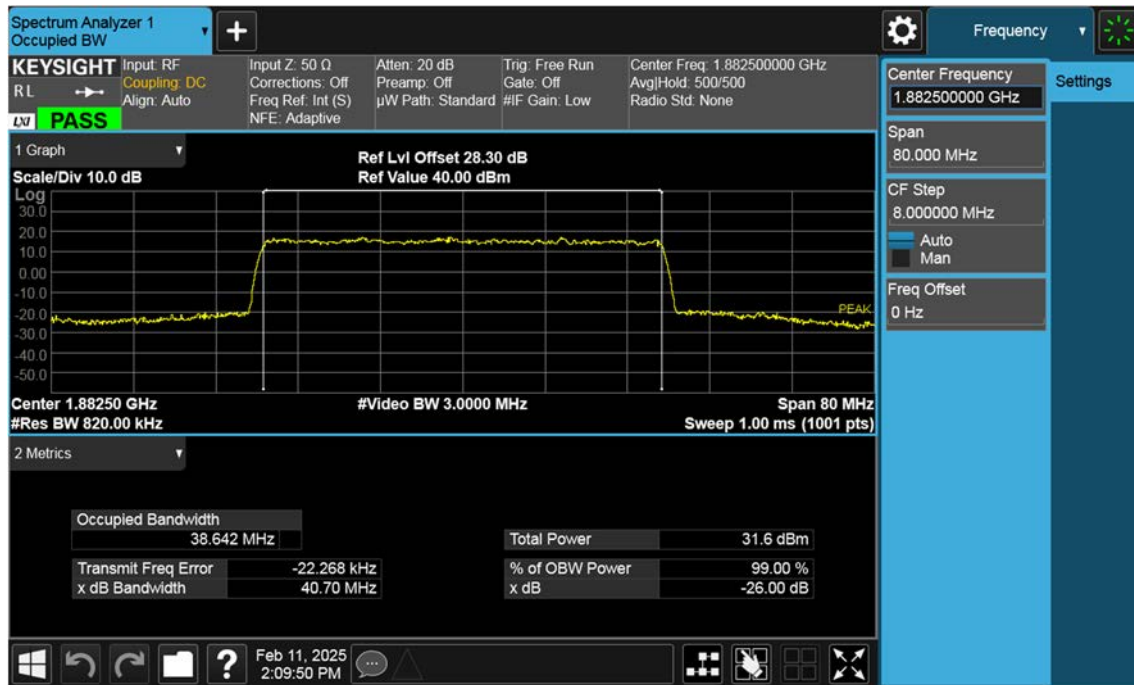 Spectrum Analyzer 1
Occupied BW
+
Frequency
KEYSIGHT
RL
LXI
PASS
Input: RF
Coupling: DC
Align: Auto
Input Z: 50 Ω
Corrections: Off
Freq Ref: Int (S)
NFE: Adaptive
Atten: 20 dB
Preamp: Off
µW Path: Standard
Trig: Free Run
Gate: Off
#IF Gain: Low
Center Freq: 1.882500000 GHz
Avg|Hold: 500/500
Radio Std: None
Center Frequency
1.882500000 GHz
Settings
Span
80.000 MHz
CF Step
8.000000 MHz
Auto
Man
Freq Offset
0 Hz
1 Graph
Scale/Div 10.0 dB
Ref Lvl Offset 28.30 dB
Ref Value 40.00 dBm
Log
30.0
20.0
10.0
0.00
-10.0
-20.0
-30.0
-40.0
-50.0
PEAK
Center 1.88250 GHz
#Video BW 3.0000 MHz
Span 80 MHz
#Res BW 820.00 kHz
Sweep 1.00 ms (1001 pts)
2 Metrics
Occupied Bandwidth
38.642 MHz
Total Power 31.6 dBm
Transmit Freq Error -22.268 kHz
% of OBW Power 99.00 %
x dB Bandwidth 40.70 MHz
x dB -26.00 dB
?
Feb 11, 2025
2:09:50 PM